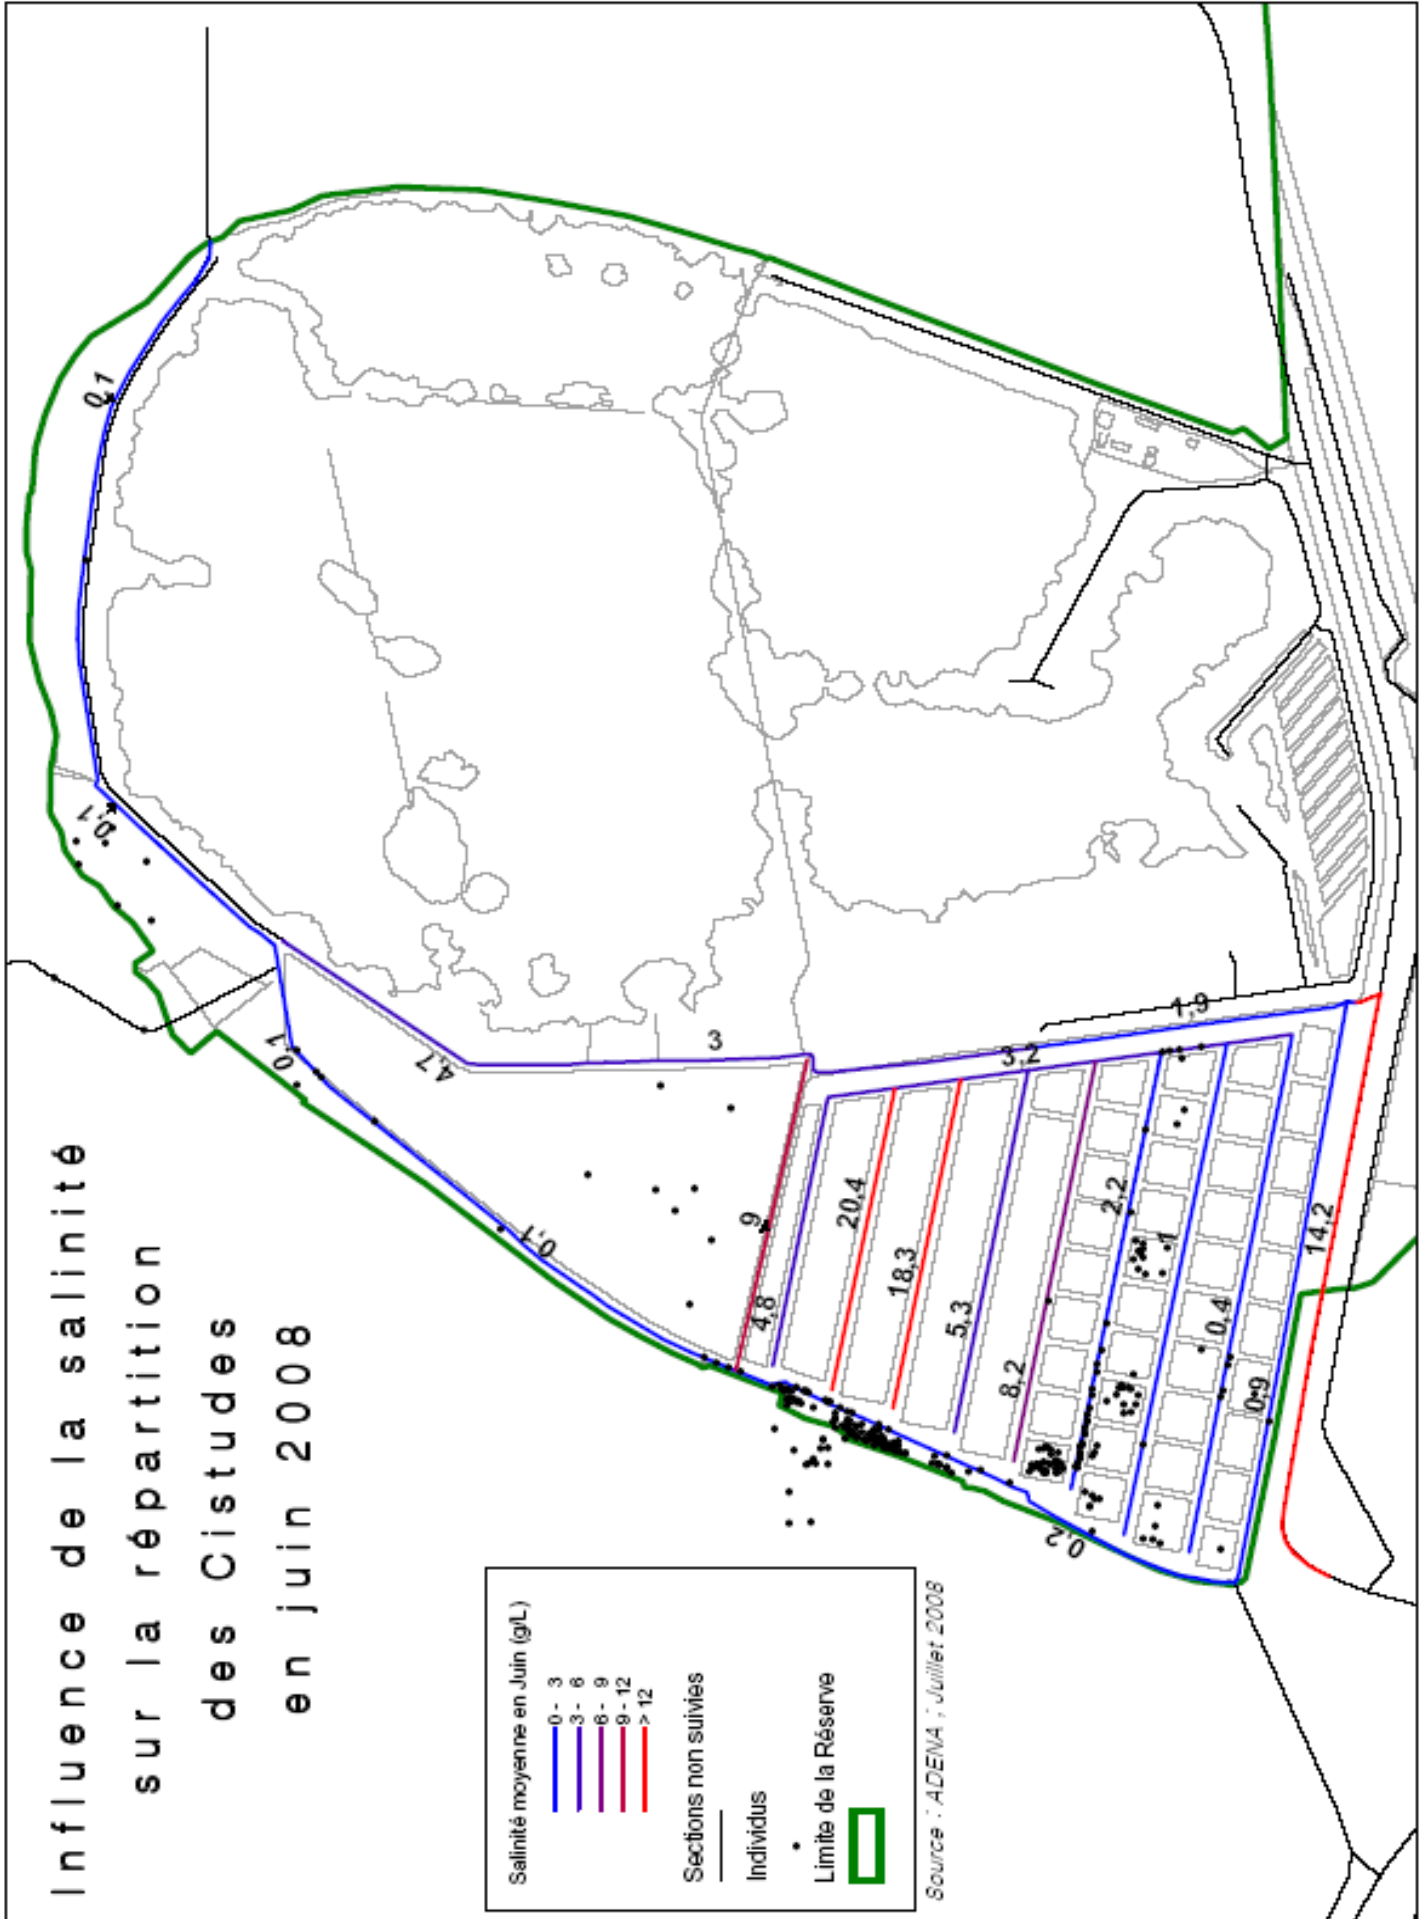 Influence de la salinité
sur la répartition
des Cistudes
en juin 2008
0,1
0,1
0,1
4,7
0,1
3
9
4,8
20,4
18,3
5,3
8,2
3,2
1,9
2,2
1
0,4
0,9
14,2
0,2
Salinité moyenne en Juin (g/L)
0 - 3
3 - 6
6 - 9
9 - 12
> 12
Sections non suivies
Individus
Limite de la Réserve
Source : ADENA ; Juillet 2008